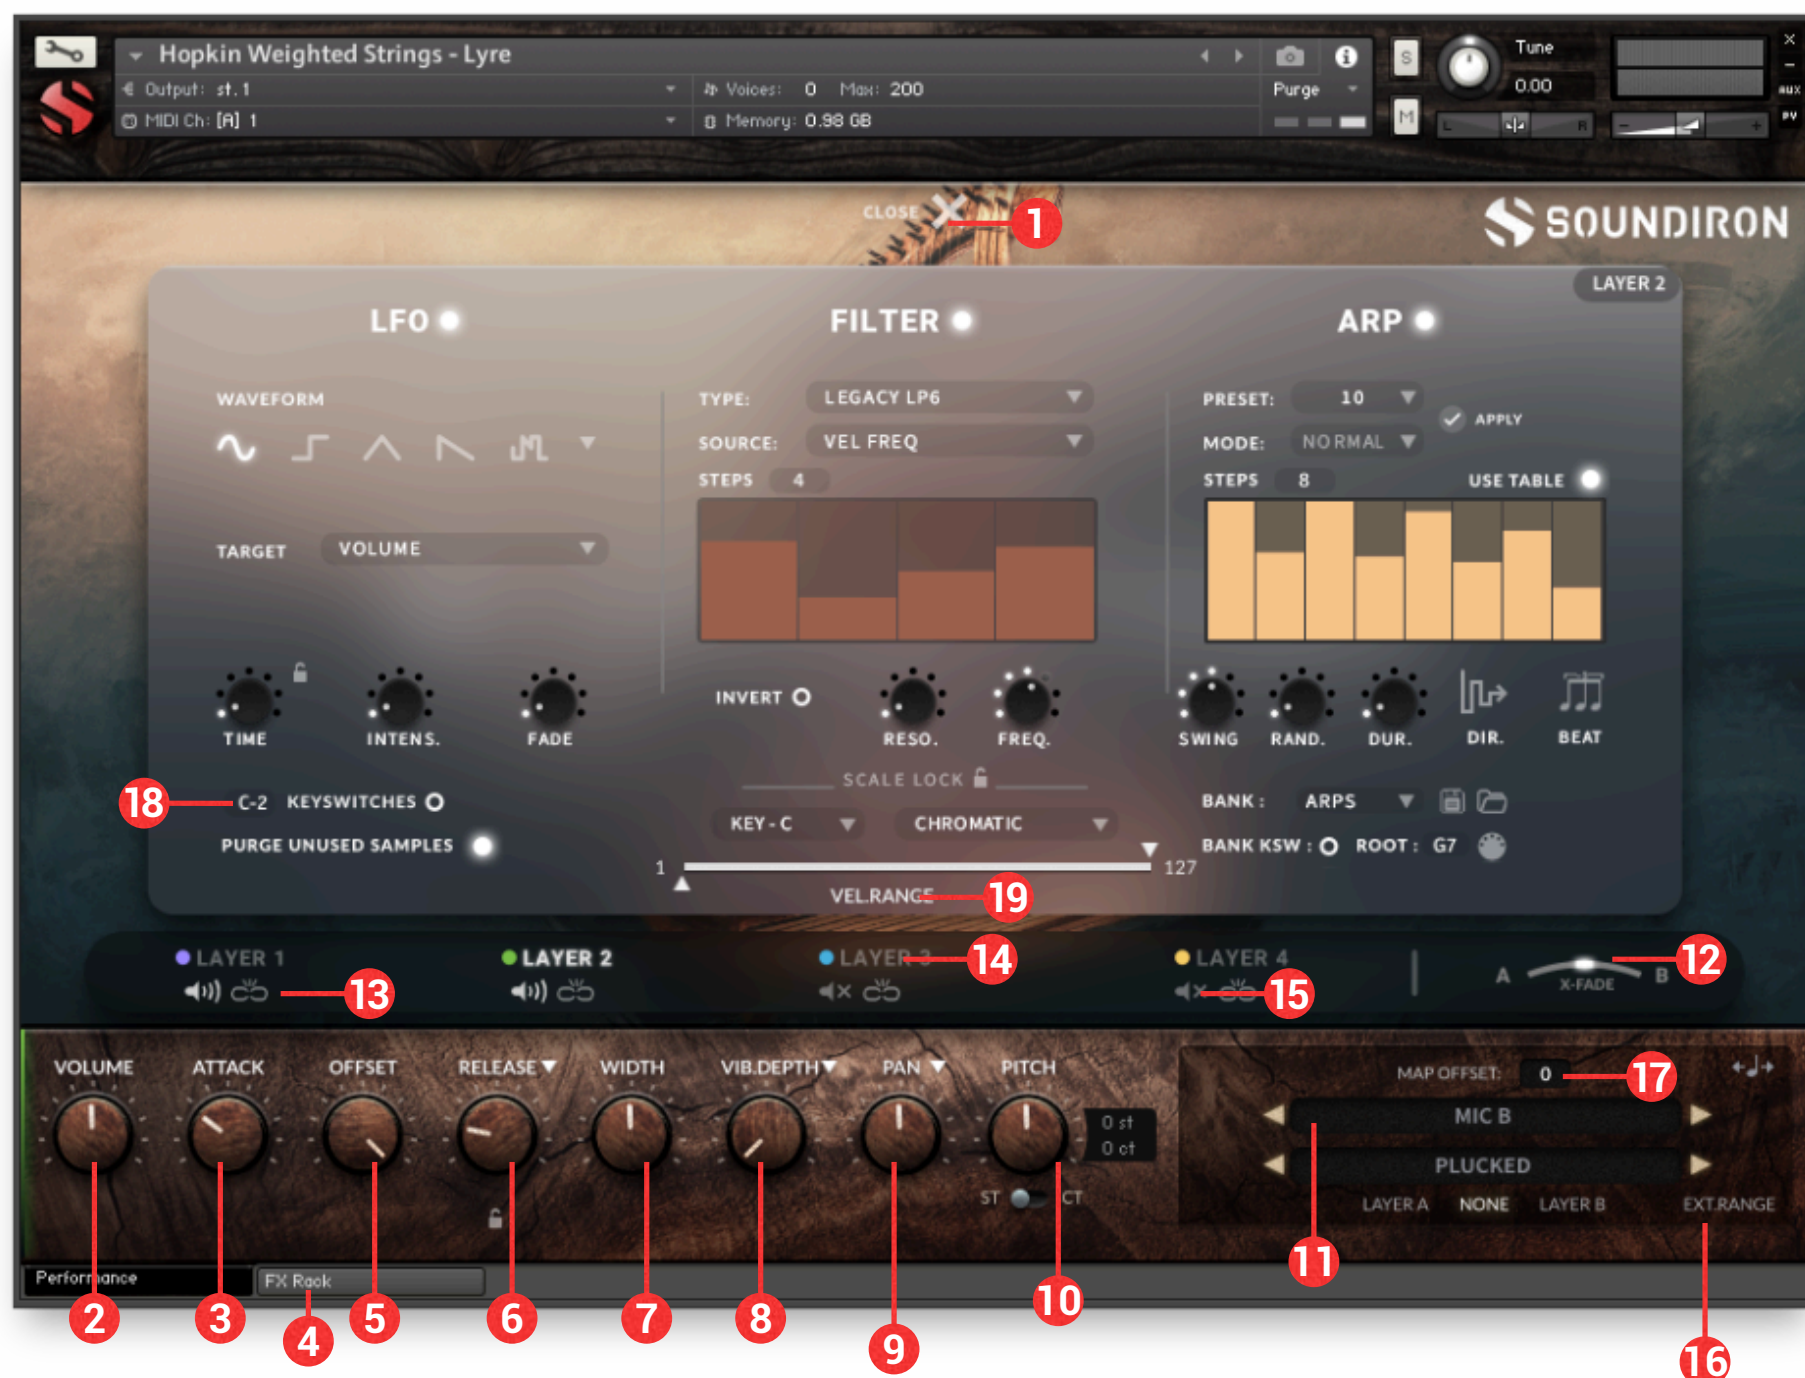 Hopkin Weighted Strings - Lyre
S
Tune
0.00
Output: st.1
Voices: 0 Max: 200
Purge
MIDI Ch: [A] 1
Memory: 0.98 GB
M
L R
- +
x
-
AUX
PV
CLOSE
1
SOUNDIRON
LAYER 2
LFO
FILTER
ARP
WAVEFORM
TARGET
VOLUME
TIME
INTENS.
FADE
TYPE:
LEGACY LP6
SOURCE:
VEL FREQ
STEPS 4
INVERT
RESO.
FREQ.
PRESET: 10
APPLY
MODE: NORMAL
STEPS 8
USE TABLE
SWING
RAND.
DUR.
DIR.
BEAT
SCALE LOCK
18
C-2 KEYSWITCHES
PURGE UNUSED SAMPLES
KEY - C
CHROMATIC
1
127
VEL.RANGE
19
BANK : ARPS
BANK KSW : ROOT : G7
LAYER 1
LAYER 2
LAYER 3
LAYER 4
13
14
15
A X-FADE B
12
VOLUME
ATTACK
OFFSET
RELEASE
WIDTH
VIB.DEPTH
PAN
PITCH
0 st
0 ct
ST CT
MAP OFFSET: 0
17
MIC B
PLUCKED
LAYER A NONE LAYER B
EXT.RANGE
11
Performance
FX Rack
2
3
4
5
6
7
8
9
10
16